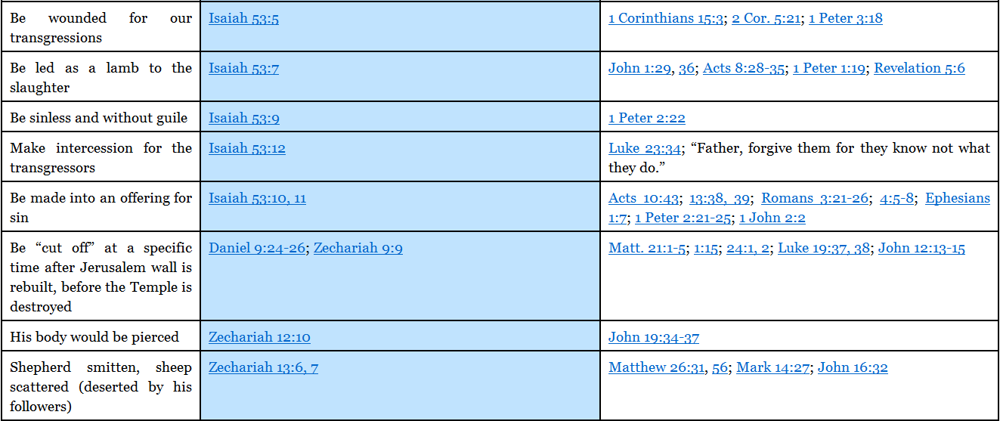 Be wounded for our
transgressions
Isaiah 53:5
1 Corinthians 15:3; 2 Cor. 5:21; 1 Peter 3:18
Be led as a lamb to the
slaughter
Isaiah 53:7
John 1:29, 36; Acts 8:28-35; 1 Peter 1:19; Revelation 5:6
Be sinless and without guile
Isaiah 53:9
1 Peter 2:22
Make intercession for the
transgressors
Isaiah 53:12
Luke 23:34; “Father, forgive them for they know not what
they do.”
Be made into an offering for
sin
Isaiah 53:10, 11
Acts 10:43; 13:38, 39; Romans 3:21-26; 4:5-8; Ephesians
1:7; 1 Peter 2:21-25; 1 John 2:2
Be “cut off” at a specific
time after Jerusalem wall is
rebuilt, before the Temple is
destroyed
Daniel 9:24-26; Zechariah 9:9
Matt. 21:1-5; 1:15; 24:1, 2; Luke 19:37, 38; John 12:13-15
His body would be pierced
Zechariah 12:10
John 19:34-37
Shepherd smitten, sheep
scattered (deserted by his
followers)
Zechariah 13:6, 7
Matthew 26:31, 56; Mark 14:27; John 16:32